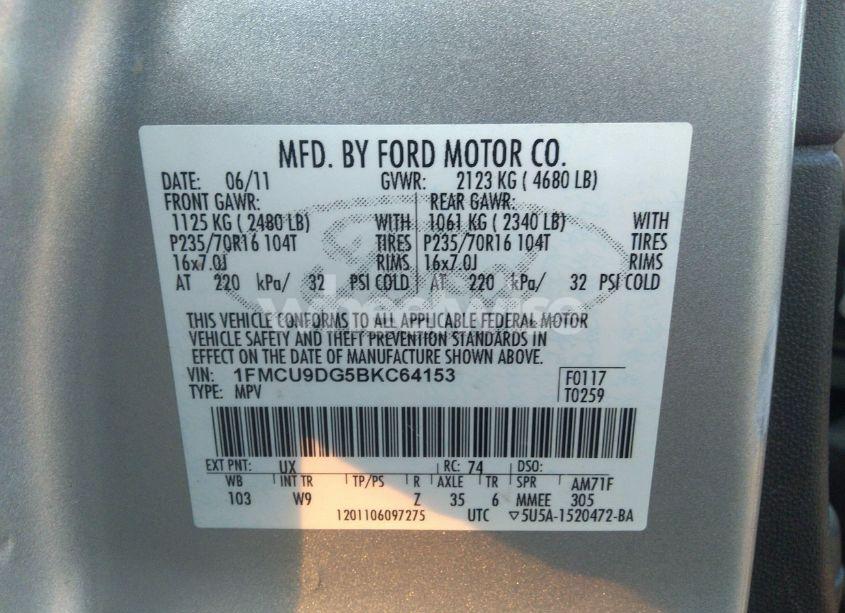 MFD. BY FORD MOTOR CO.
DATE: 06/11 GVWR: 2123 KG ( 4680 LB)
FRONT GAWR: REAR GAWR:
1125 KG ( 2480 LB) WITH 1061 KG ( 2340 LB) WITH
P235/70R16 104T TIRES P235/70R16 104T TIRES
16x7.0J RIMS 16x7.0J RIMS
AT 220 kPa/ 32 PSI COLD AT 220 kPa/ 32 PSI COLD
THIS VEHICLE CONFORMS TO ALL APPLICABLE FEDERAL MOTOR
VEHICLE SAFETY AND THEFT PREVENTION STANDARDS IN
EFFECT ON THE DATE OF MANUFACTURE SHOWN ABOVE.
VIN: 1FMCU9DG5BKC64153 F0117
TYPE: MPV T0259
EXT PNT: UX RC: 74 DSO:
WB INT TR TP/PS R AXLE TR SPR AM71F
103 W9 Z 35 6 MMEE 305
1201106097275 UTC ▽5U5A-1520472-BA